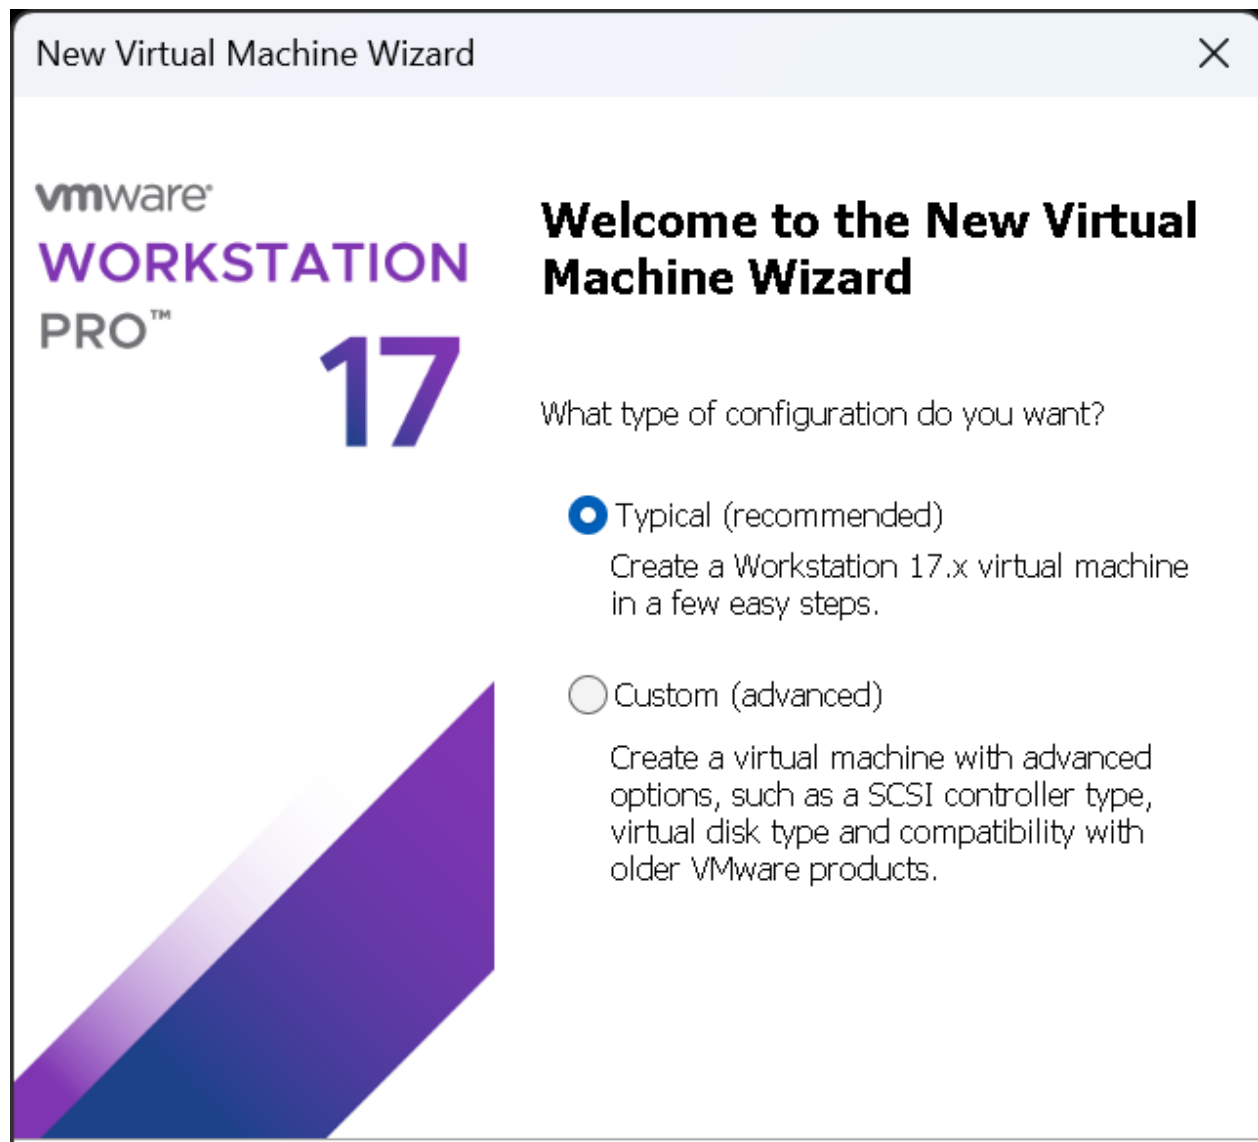 New Virtual Machine Wizard
vmware®
WORKSTATION
PRO™
17
Welcome to the New Virtual
Machine Wizard
What type of configuration do you want?
Typical (recommended)
Create a Workstation 17.x virtual machine
in a few easy steps.
Custom (advanced)
Create a virtual machine with advanced
options, such as a SCSI controller type,
virtual disk type and compatibility with
older VMware products.